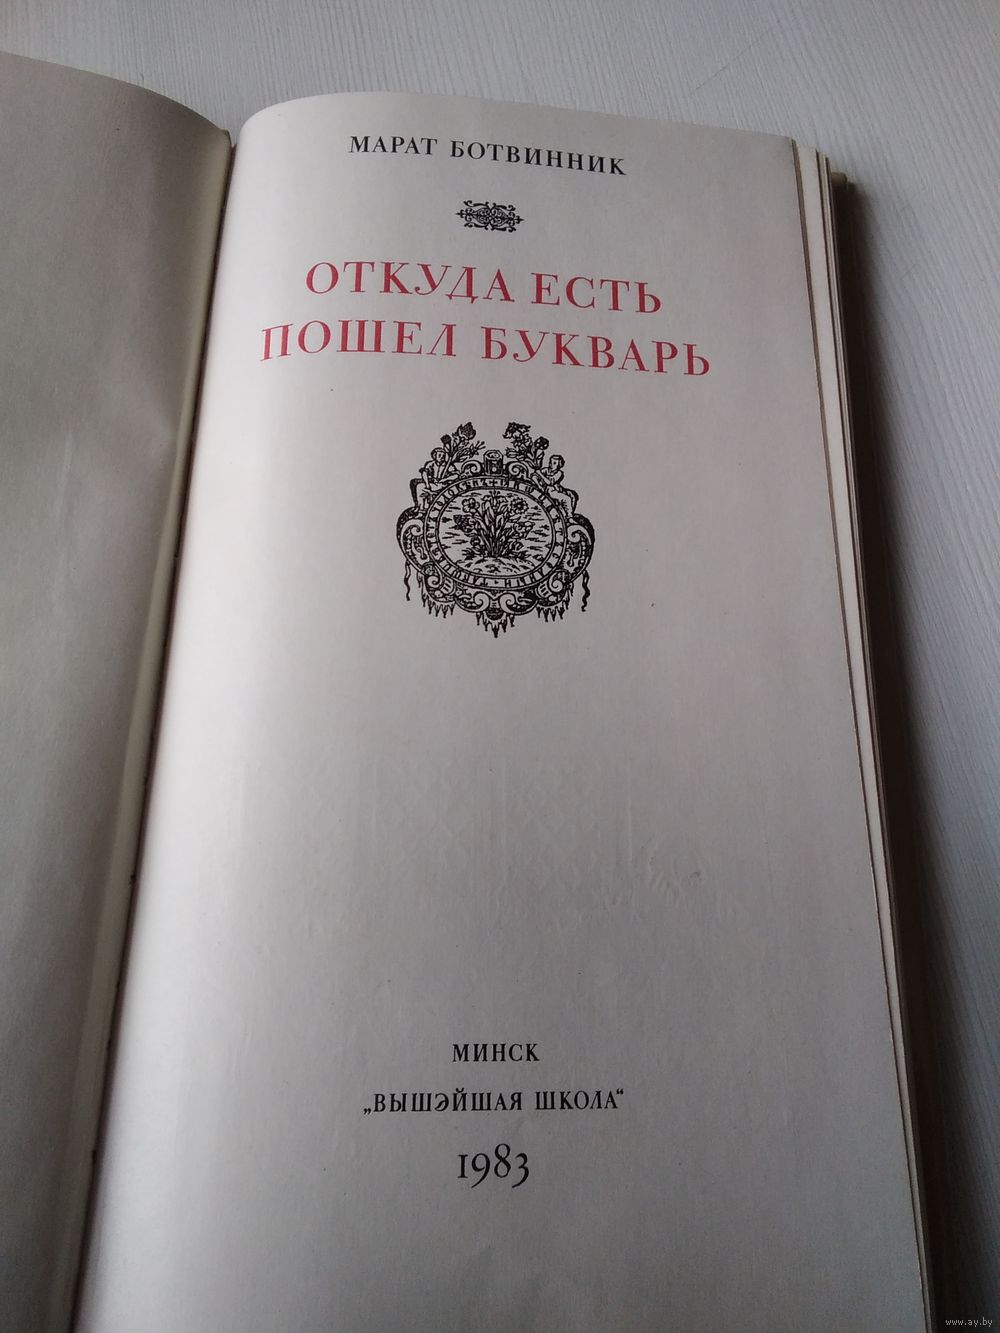 МАРАТ БОТВИННИК
ОТКУДА ЕСТЬ
ПОШЕЛ БУКВАРЬ
МИНСК
„ВЫШЭЙШАЯ ШКОЛА“
1983
www.ay.by